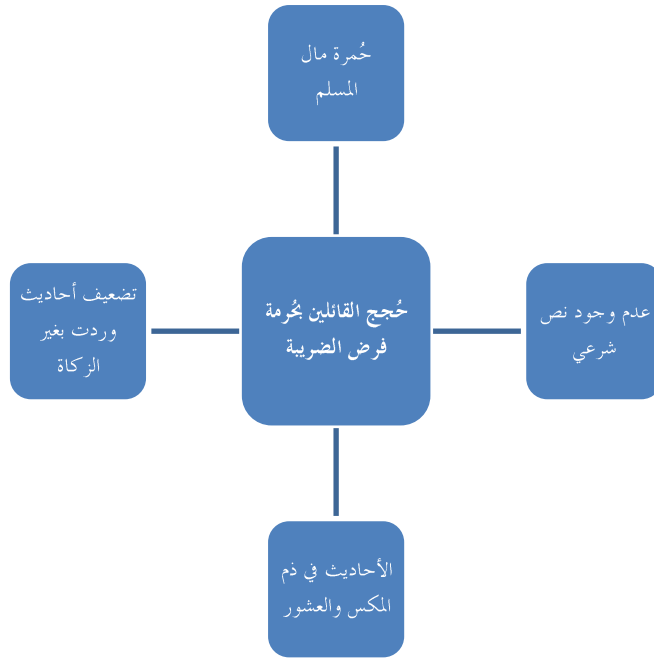 حُمرة مال
المسلم
حُجج القائلين بحُرمة
فرض الضريبة
عدم وجود نص
شرعي
تضعيف أحاديث
وردت بغير
الزكاة
الأحاديث في ذم
المكس والعشور